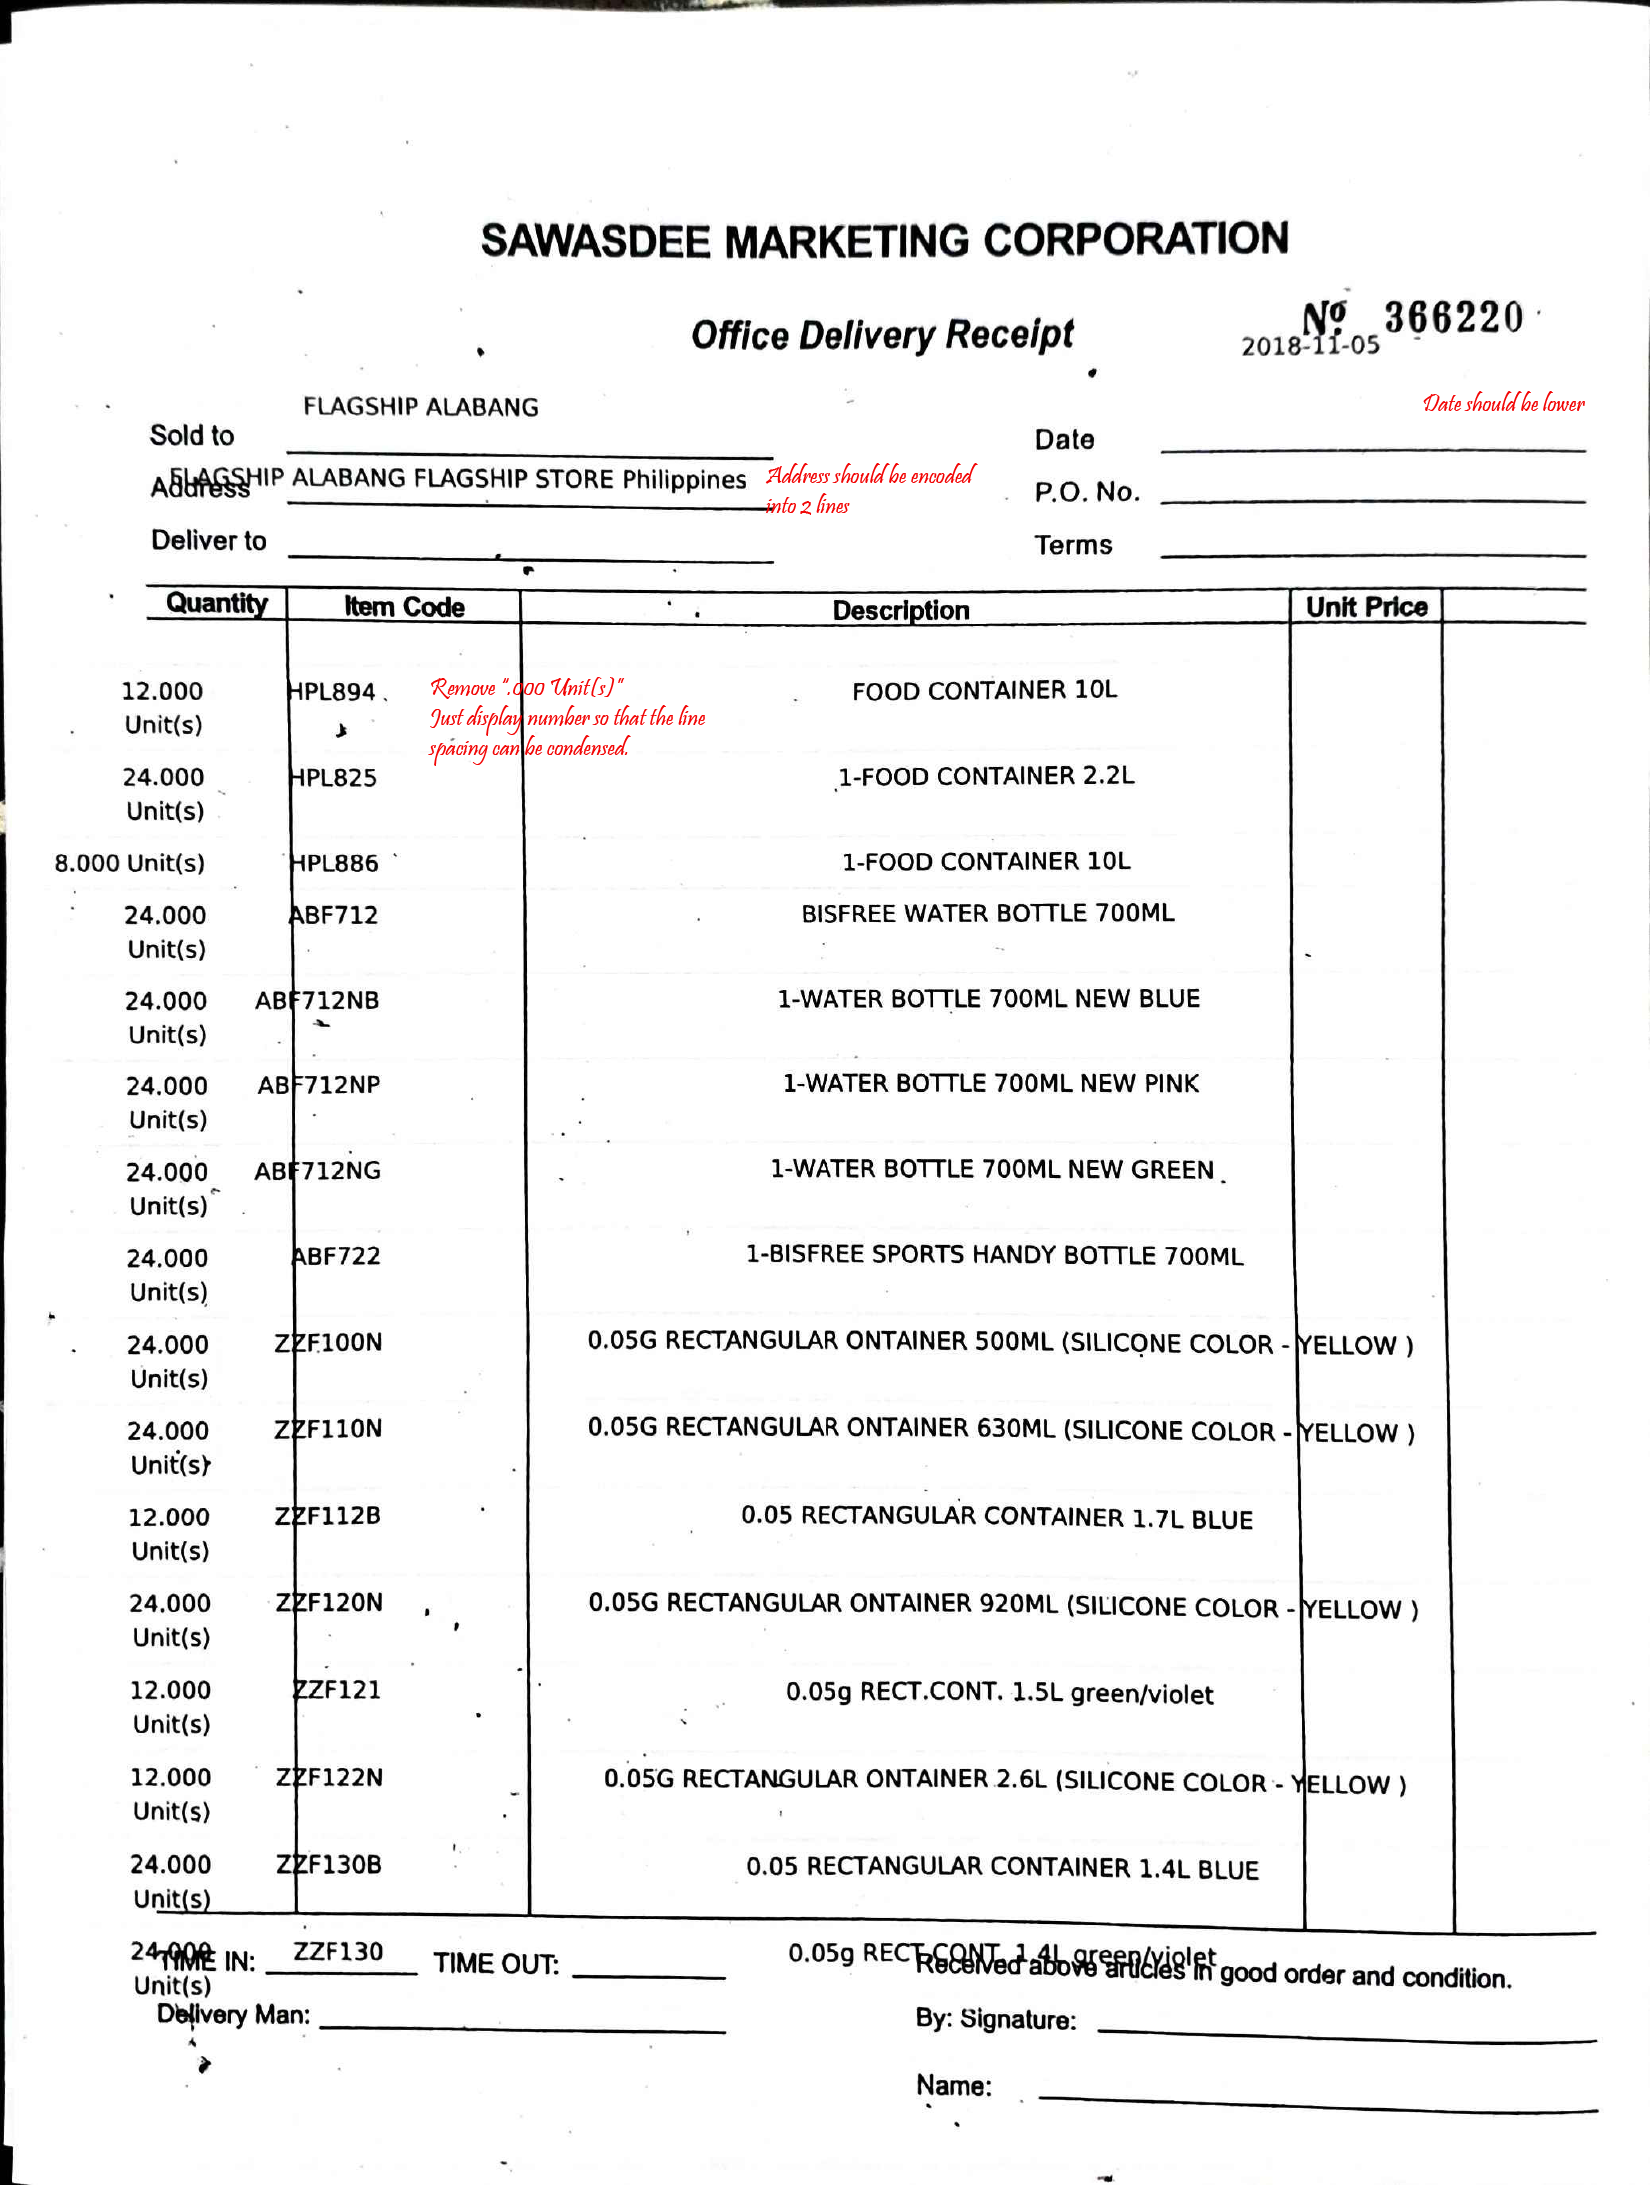 SAWASDEE MARKETING CORPORATION
Office Delivery Receipt
Nº 366220
2018-11-05
Date should be lower
FLAGSHIP ALABANG
Sold to
Date
FLAGSHIP ALABANG FLAGSHIP STORE Philippines
Address
Address should be encoded
into 2 lines
P.O. No.
Deliver to
Terms
Quantity Item Code Description Unit Price
12.000 HPL894 FOOD CONTAINER 10L
Unit(s)
Remove ".000 Unit(s)"
Just display number so that the line
spacing can be condensed.
24.000 HPL825 1-FOOD CONTAINER 2.2L
Unit(s)
8.000 Unit(s) HPL886 1-FOOD CONTAINER 10L
24.000 ABF712 BISFREE WATER BOTTLE 700ML
Unit(s)
24.000 ABF712NB 1-WATER BOTTLE 700ML NEW BLUE
Unit(s)
24.000 ABF712NP 1-WATER BOTTLE 700ML NEW PINK
Unit(s)
24.000 ABF712NG 1-WATER BOTTLE 700ML NEW GREEN
Unit(s)
24.000 ABF722 1-BISFREE SPORTS HANDY BOTTLE 700ML
Unit(s)
24.000 ZZF100N 0.05G RECTANGULAR ONTAINER 500ML (SILICONE COLOR - YELLOW )
Unit(s)
24.000 ZZF110N 0.05G RECTANGULAR ONTAINER 630ML (SILICONE COLOR - YELLOW )
Unit(s)
12.000 ZZF112B 0.05 RECTANGULAR CONTAINER 1.7L BLUE
Unit(s)
24.000 ZZF120N 0.05G RECTANGULAR ONTAINER 920ML (SILICONE COLOR - YELLOW )
Unit(s)
12.000 ZZF121 0.05g RECT.CONT. 1.5L green/violet
Unit(s)
12.000 ZZF122N 0.05G RECTANGULAR ONTAINER 2.6L (SILICONE COLOR - YELLOW )
Unit(s)
24.000 ZZF130B 0.05 RECTANGULAR CONTAINER 1.4L BLUE
Unit(s)
24.000 ZZF130 0.05g RECT.CONT. 1.4L green/violet
Unit(s)
TIME IN: TIME OUT: Received above articles in good order and condition.
Delivery Man:
By: Signature:
Name: